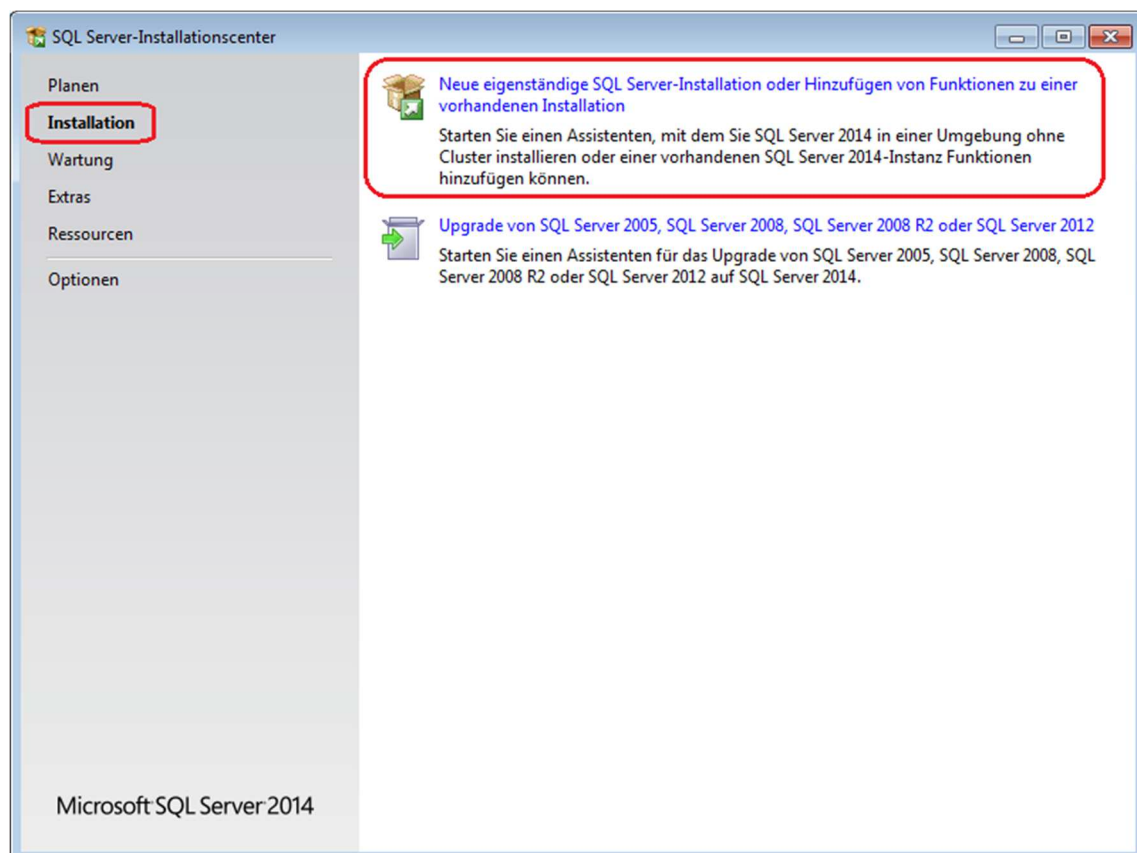 SQL Server-Installationscenter
Planen
Installation
Wartung
Extras
Ressourcen
Optionen
Neue eigenständige SQL Server-Installation oder Hinzufügen von Funktionen zu einer
vorhandenen Installation
Starten Sie einen Assistenten, mit dem Sie SQL Server 2014 in einer Umgebung ohne
Cluster installieren oder einer vorhandenen SQL Server 2014-Instanz Funktionen
hinzufügen können.
Upgrade von SQL Server 2005, SQL Server 2008, SQL Server 2008 R2 oder SQL Server 2012
Starten Sie einen Assistenten für das Upgrade von SQL Server 2005, SQL Server 2008, SQL
Server 2008 R2 oder SQL Server 2012 auf SQL Server 2014.
Microsoft SQL Server 2014